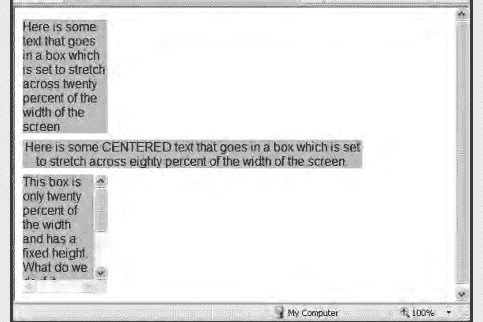 Here is some
text that goes
in a box which
is set to stretch
across twenty
percent of the
width of the
screen
Here is some CENTERED text that goes in a box which is set
to stretch across eighty percent of the width of the screen.
This box is
only twenty
percent of
the width
and has a
fixed height.
What do we
My Computer
100%